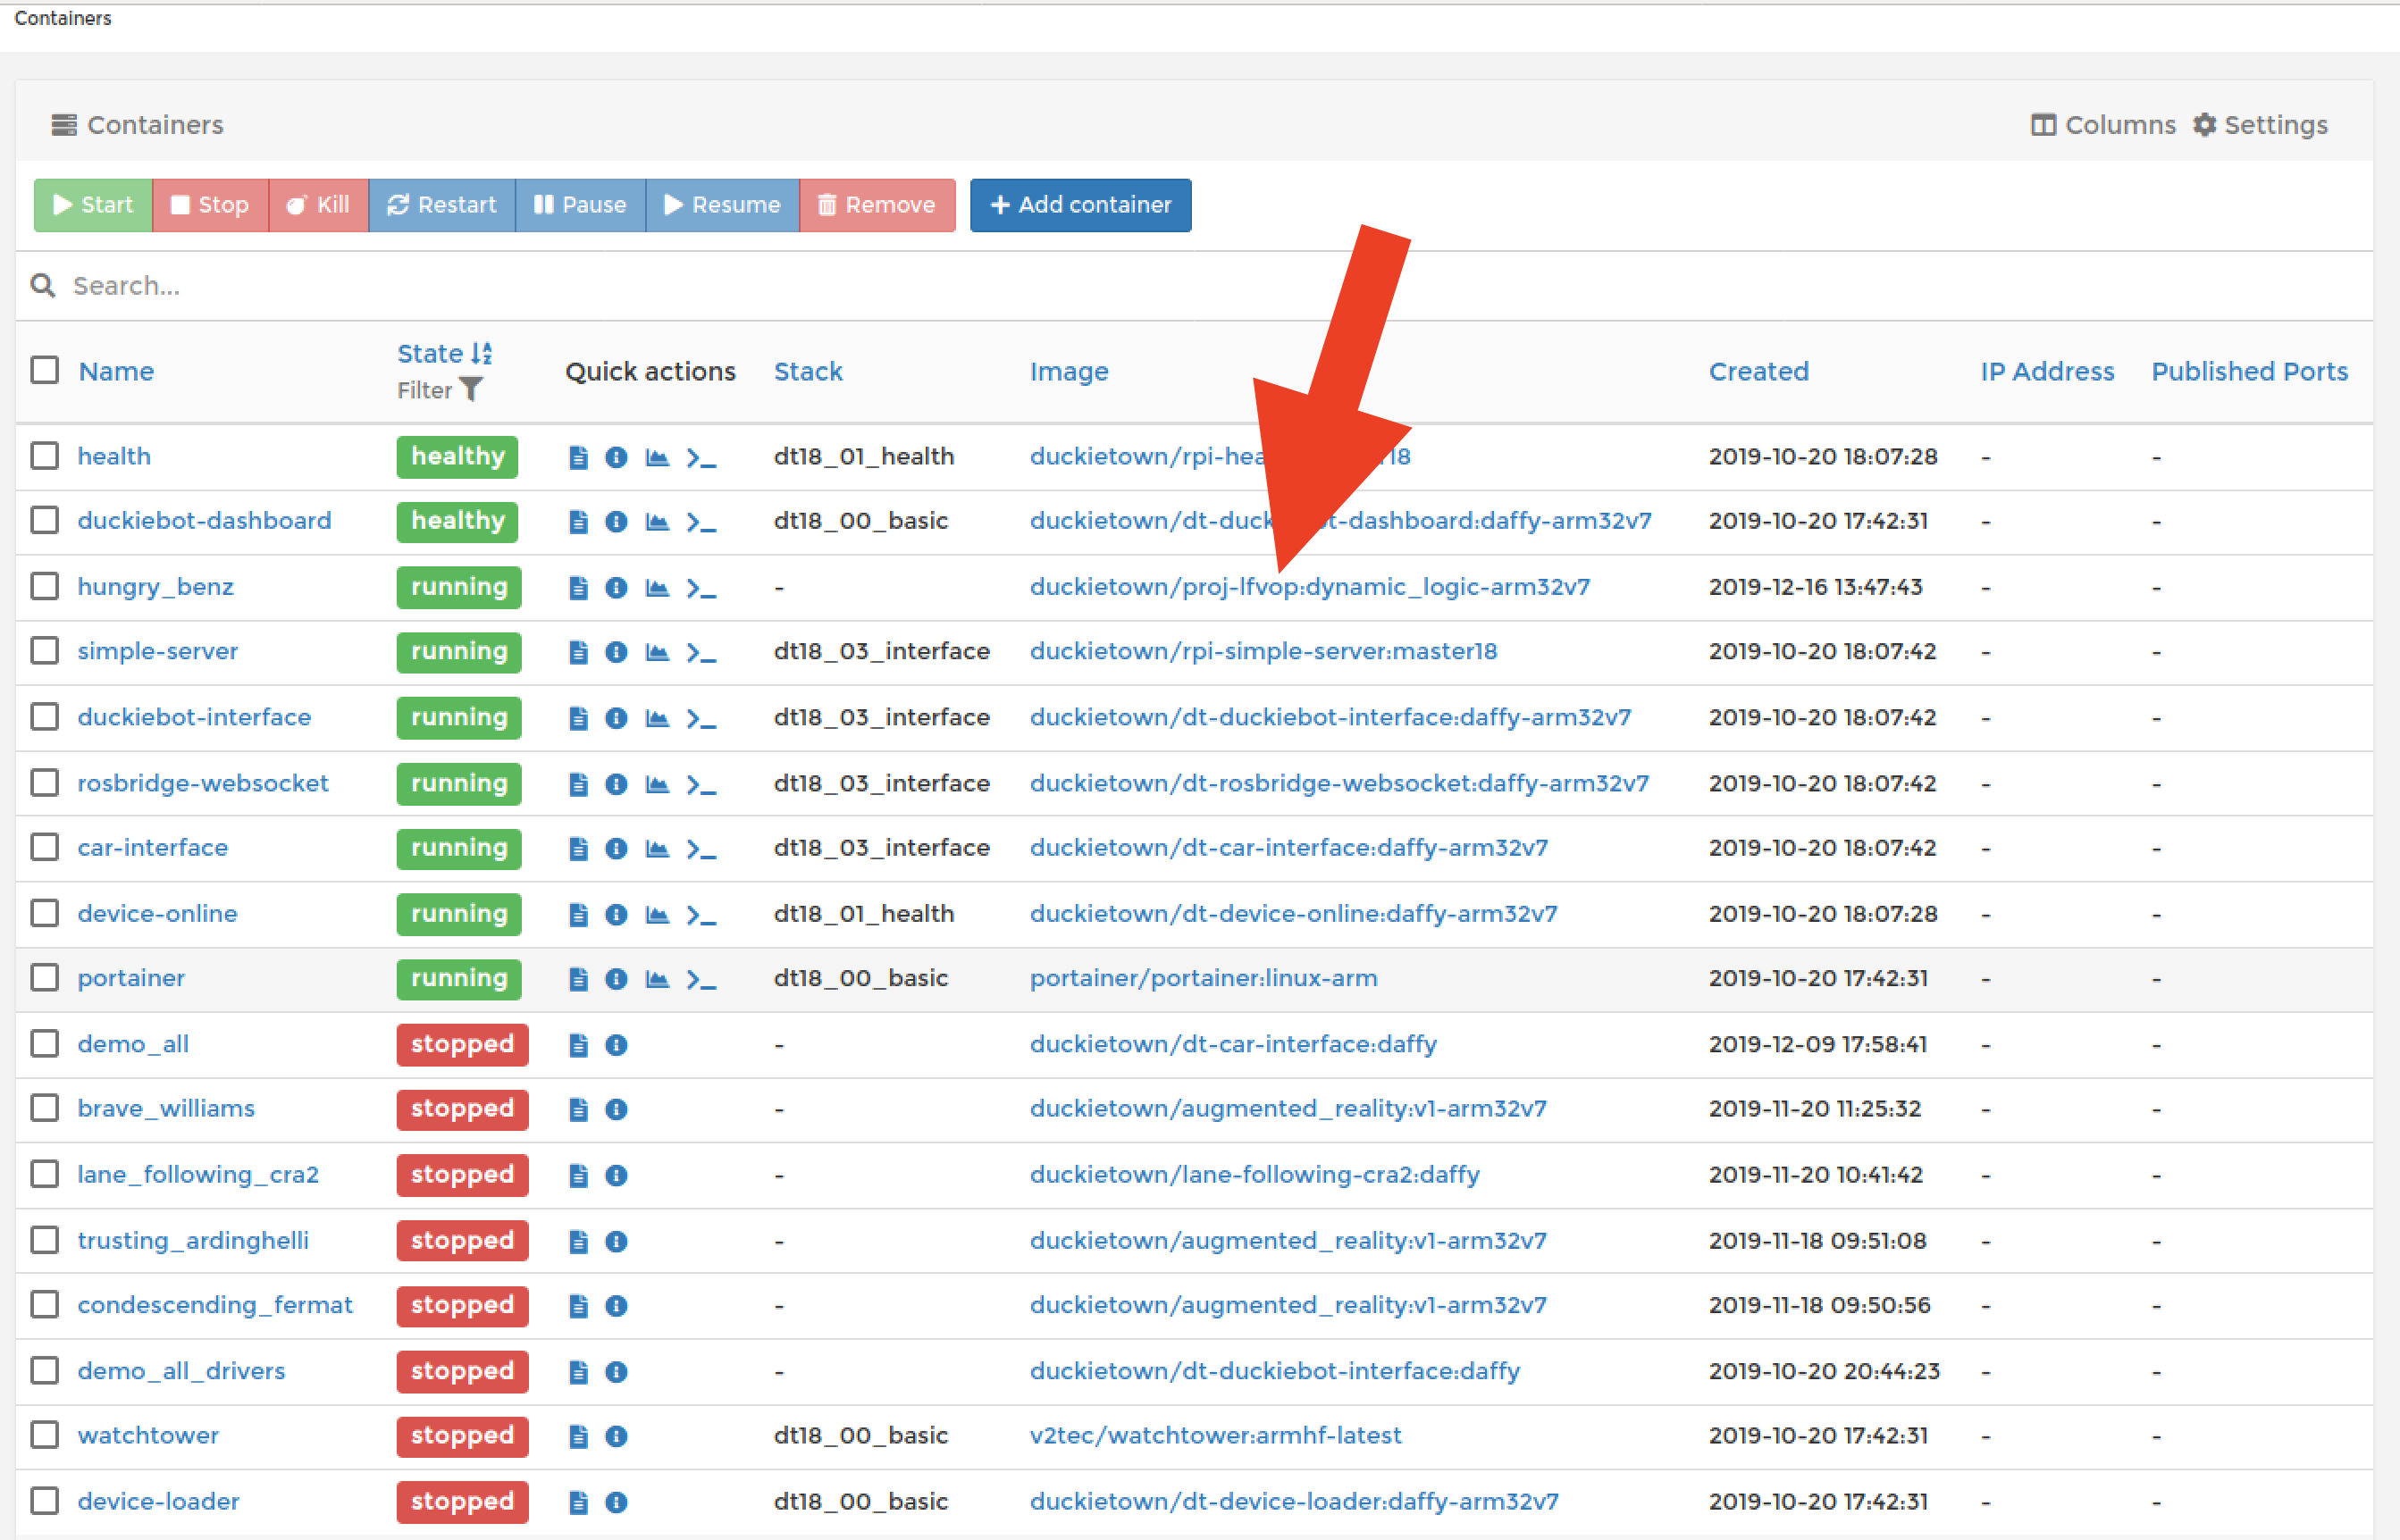 Containers
Containers Columns Settings
Start Stop Kill Restart Pause Resume Remove + Add container
Search...
Name State Filter Quick actions Stack Image Created IP Address Published Ports
health healthy dt18_01_health duckietown/rpi-hea 18 2019-10-20 18:07:28 - -
duckiebot-dashboard healthy dt18_00_basic duckietown/dt-duck t-dashboard:daffy-arm32v7 2019-10-20 17:42:31 - -
hungry_benz running - duckietown/proj-lfvop:dynamic_logic-arm32v7 2019-12-16 13:47:43 - -
simple-server running dt18_03_interface duckietown/rpi-simple-server:master18 2019-10-20 18:07:42 - -
duckiebot-interface running dt18_03_interface duckietown/dt-duckiebot-interface:daffy-arm32v7 2019-10-20 18:07:42 - -
rosbridge-websocket running dt18_03_interface duckietown/dt-rosbridge-websocket:daffy-arm32v7 2019-10-20 18:07:42 - -
car-interface running dt18_03_interface duckietown/dt-car-interface:daffy-arm32v7 2019-10-20 18:07:42 - -
device-online running dt18_01_health duckietown/dt-device-online:daffy-arm32v7 2019-10-20 18:07:28 - -
portainer running dt18_00_basic portainer/portainer:linux-arm 2019-10-20 17:42:31 - -
demo_all stopped - duckietown/dt-car-interface:daffy 2019-12-09 17:58:41 - -
brave_williams stopped - duckietown/augmented_reality:v1-arm32v7 2019-11-20 11:25:32 - -
lane_following_cra2 stopped - duckietown/lane-following-cra2:daffy 2019-11-20 10:41:42 - -
trusting_ardinghelli stopped - duckietown/augmented_reality:v1-arm32v7 2019-11-18 09:51:08 - -
condescending_fermat stopped - duckietown/augmented_reality:v1-arm32v7 2019-11-18 09:50:56 - -
demo_all_drivers stopped - duckietown/dt-duckiebot-interface:daffy 2019-10-20 20:44:23 - -
watchtower stopped dt18_00_basic v2tec/watchtower:armhf-latest 2019-10-20 17:42:31 - -
device-loader stopped dt18_00_basic duckietown/dt-device-loader:daffy-arm32v7 2019-10-20 17:42:31 - -